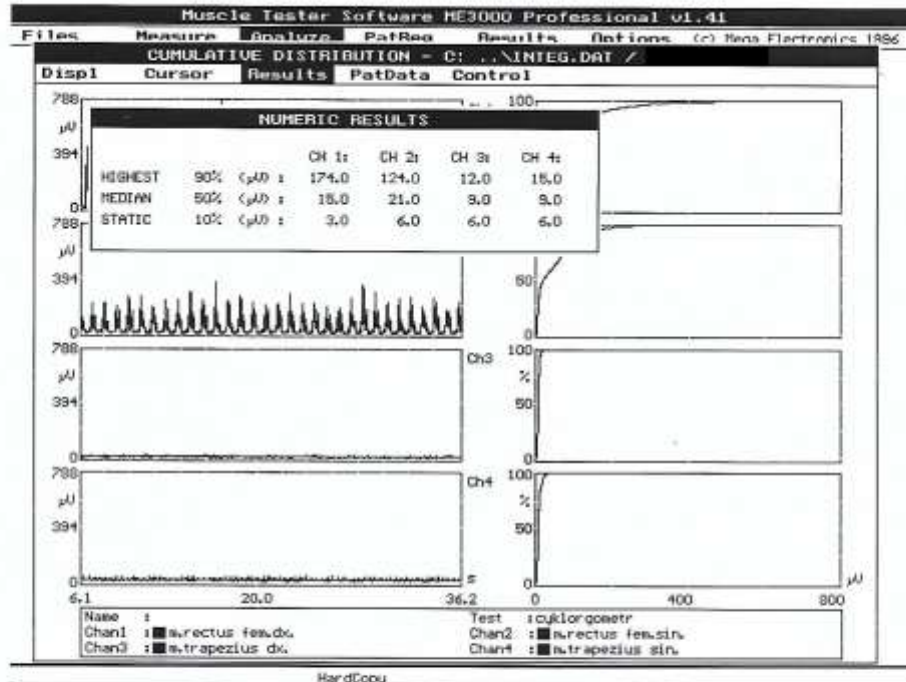 Muscle Tester Software ME3000 Professional v1.41
Files Measure Analyze PatReg Results Options (c) Mega Electronics 1996
CUMULATIVE DISTRIBUTION - C: ..\INTEG.DAT /
Displ Cursor Results PatData Control
788 100
µV
394
0
NUMERIC RESULTS
CH 1: CH 2: CH 3: CH 4:
HIGHEST 90% (µV) : 174.0 124.0 12.0 15.0
MEDIAN 50% (µV) : 15.0 21.0 9.0 9.0
STATIC 10% (µV) : 3.0 6.0 6.0 6.0
788
µV
394 50
0 0
788 Ch3 100
µV %
394 50
0 0
788 Ch4 100
µV %
394 50
0 s 0 µV
6.1 20.0 36.2 0 400 800
Name : Test :cyklorgometr
Chan1 : m.rectus fem.dx. Chan2 : m.rectus fem.sin.
Chan3 : m.trapezius dx. Chan4 : m.trapezius sin.
HardCopy